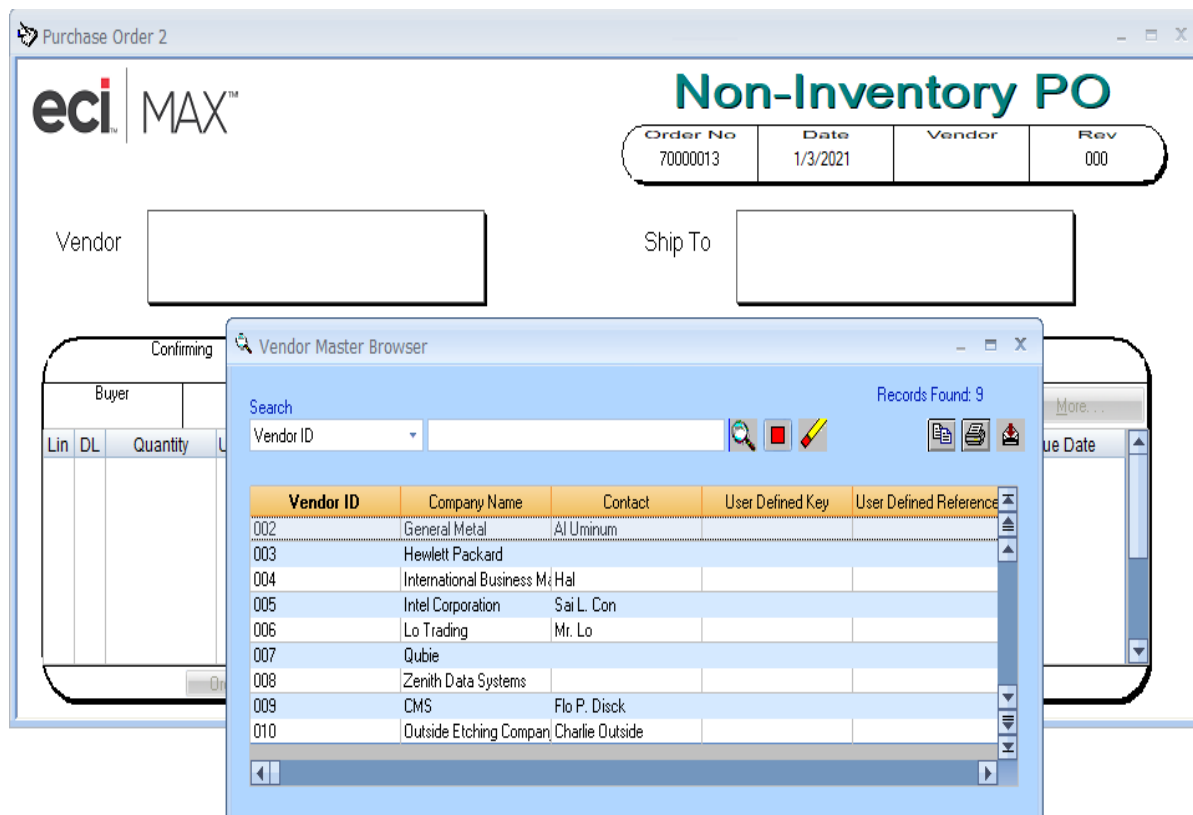 Purchase Order 2
eci MAX™
Non-Inventory PO
Order No Date Vendor Rev
70000013 1/3/2021 000
Vendor
Ship To
Confirming
Buyer
More. . .
Lin DL Quantity U
ue Date
Or
Vendor Master Browser
Records Found: 9
Search
Vendor ID
Vendor ID Company Name Contact User Defined Key User Defined Reference
002 General Metal Al Uminum
003 Hewlett Packard
004 International Business Ma Hal
005 Intel Corporation Sai L. Con
006 Lo Trading Mr. Lo
007 Qubie
008 Zenith Data Systems
009 CMS Flo P. Disck
010 Outside Etching Compan Charlie Outside